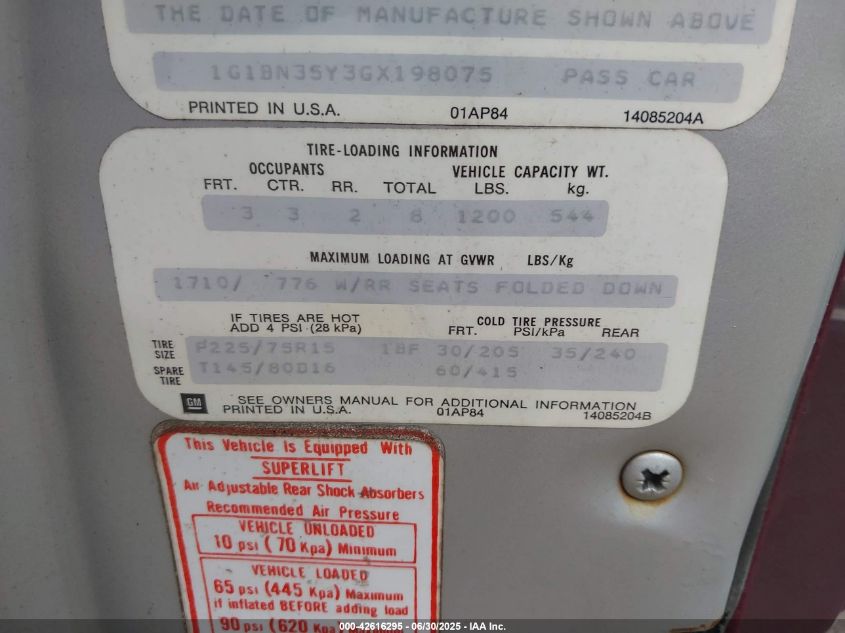 THE DATE OF MANUFACTURE SHOWN ABOVE
1G1BN35Y3GX198075 PASS CAR
PRINTED IN U.S.A. 01AP84 14085204A
TIRE-LOADING INFORMATION
OCCUPANTS VEHICLE CAPACITY WT.
FRT. CTR. RR. TOTAL LBS. kg.
3 3 2 8 1200 544
MAXIMUM LOADING AT GVWR LBS/Kg
1710/ 776 W/RR SEATS FOLDED DOWN
IF TIRES ARE HOT COLD TIRE PRESSURE
ADD 4 PSI (28 kPa) FRT. PSI/kPa REAR
TIRE SIZE P225/75R15 18F 30/205 35/240
SPARE TIRE T145/80D16 60/415
GM SEE OWNERS MANUAL FOR ADDITIONAL INFORMATION
PRINTED IN U.S.A. 01AP84 14085204B
This Vehicle Is Equipped With
SUPERLIFT
Air Adjustable Rear Shock Absorbers
Recommended Air Pressure
VEHICLE UNLOADED
10 psi (70 Kpa) Minimum
VEHICLE LOADED
65 psi (445 Kpa) Maximum
if inflated BEFORE adding load
90 psi (620 Kpa)
000-42616295 - 06/30/2025 - IAA Inc.